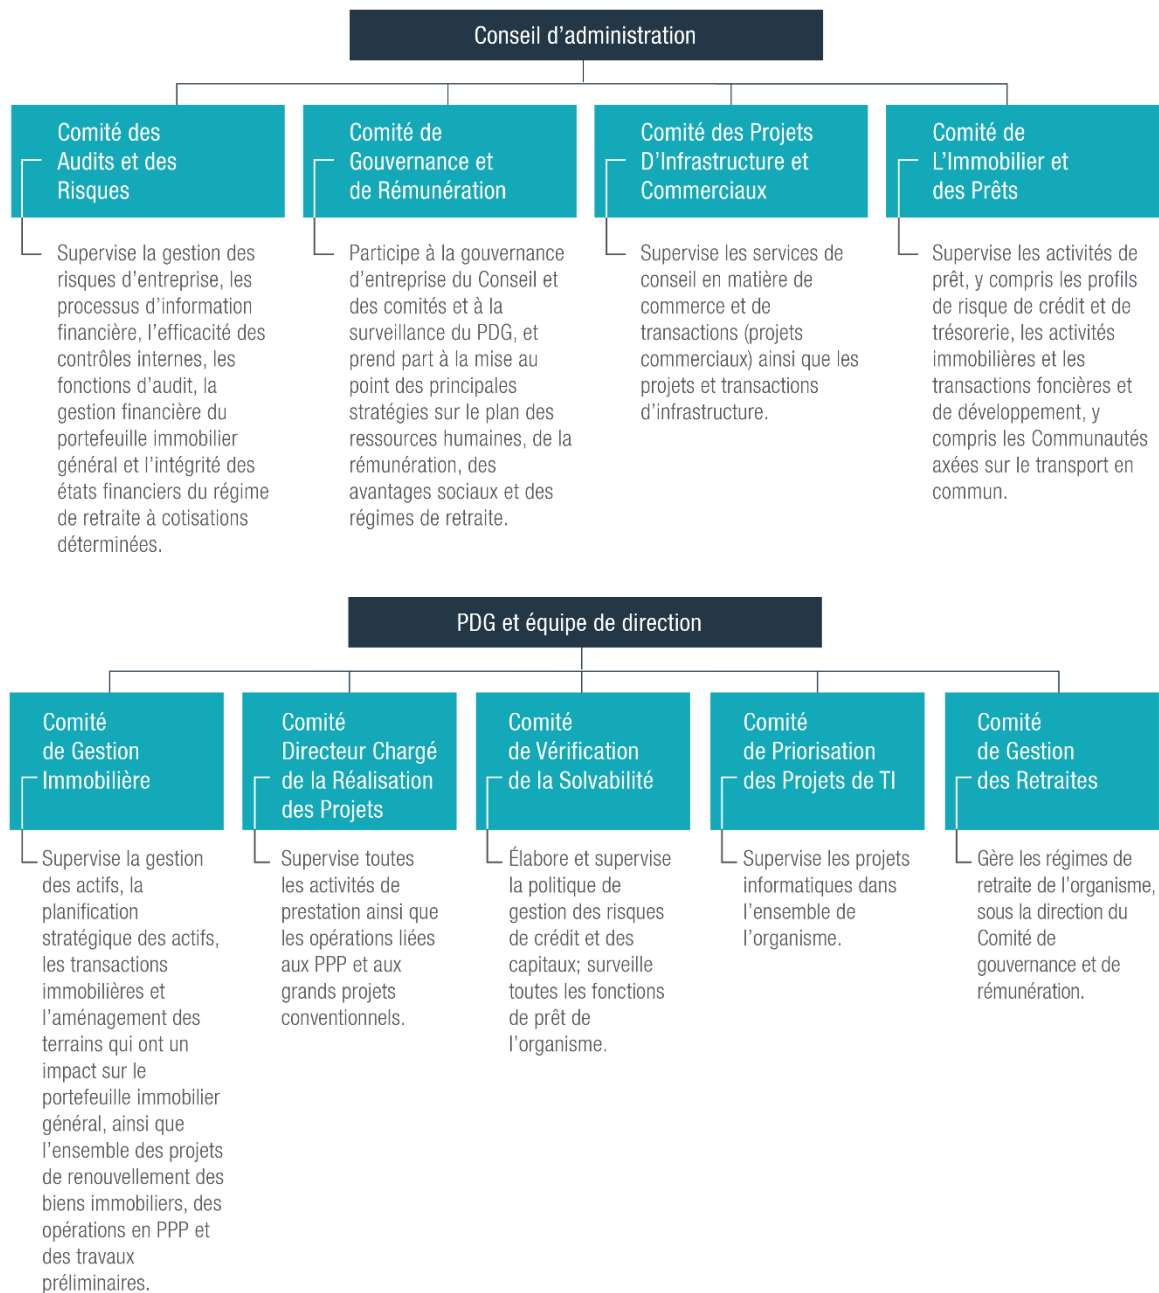 Conseil d’administration
Comité des
Audits et des
Risques
Supervise la gestion des
risques d’entreprise, les
processus d’information
financière, l’efficacité des
contrôles internes, les
fonctions d’audit, la
gestion financière du
portefeuille immobilier
général et l’intégrité des
états financiers du régime
de retraite à cotisations
déterminées.
Comité de
Gouvernance et
de Rémunération
Participe à la gouvernance
d’entreprise du Conseil et
des comités et à la
surveillance du PDG, et
prend part à la mise au
point des principales
stratégies sur le plan des
ressources humaines, de la
rémunération, des
avantages sociaux et des
régimes de retraite.
Comité des Projets
D’Infrastructure et
Commerciaux
Supervise les services de
conseil en matière de
commerce et de
transactions (projets
commerciaux) ainsi que les
projets et transactions
d’infrastructure.
Comité de
L’Immobilier et
des Prêts
Supervise les activités de
prêt, y compris les profils
de risque de crédit et de
trésorerie, les activités
immobilières et les
transactions foncières et
de développement, y
compris les Communautés
axées sur le transport en
commun.
PDG et équipe de direction
Comité
de Gestion
Immobilière
Supervise la gestion
des actifs, la
planification
stratégique des actifs,
les transactions
immobilières et
l’aménagement des
terrains qui ont un
impact sur le
portefeuille immobilier
général, ainsi que
l’ensemble des projets
de renouvellement des
biens immobiliers, des
opérations en PPP et
des travaux
préliminaires.
Comité
Directeur Chargé
de la Réalisation
des Projets
Supervise toutes
les activités de
prestation ainsi que
les opérations liées
aux PPP et aux
grands projets
conventionnels.
Comité
de Vérification
de la Solvabilité
Élabore et supervise
la politique de
gestion des risques
de crédit et des
capitaux; surveille
toutes les fonctions
de prêt de
l’organisme.
Comité
de Priorisation
des Projets de TI
Supervise les projets
informatiques dans
l’ensemble de
l’organisme.
Comité
de Gestion
des Retraites
Gère les régimes de
retraite de l’organisme,
sous la direction du
Comité de
gouvernance et de
rémunération.